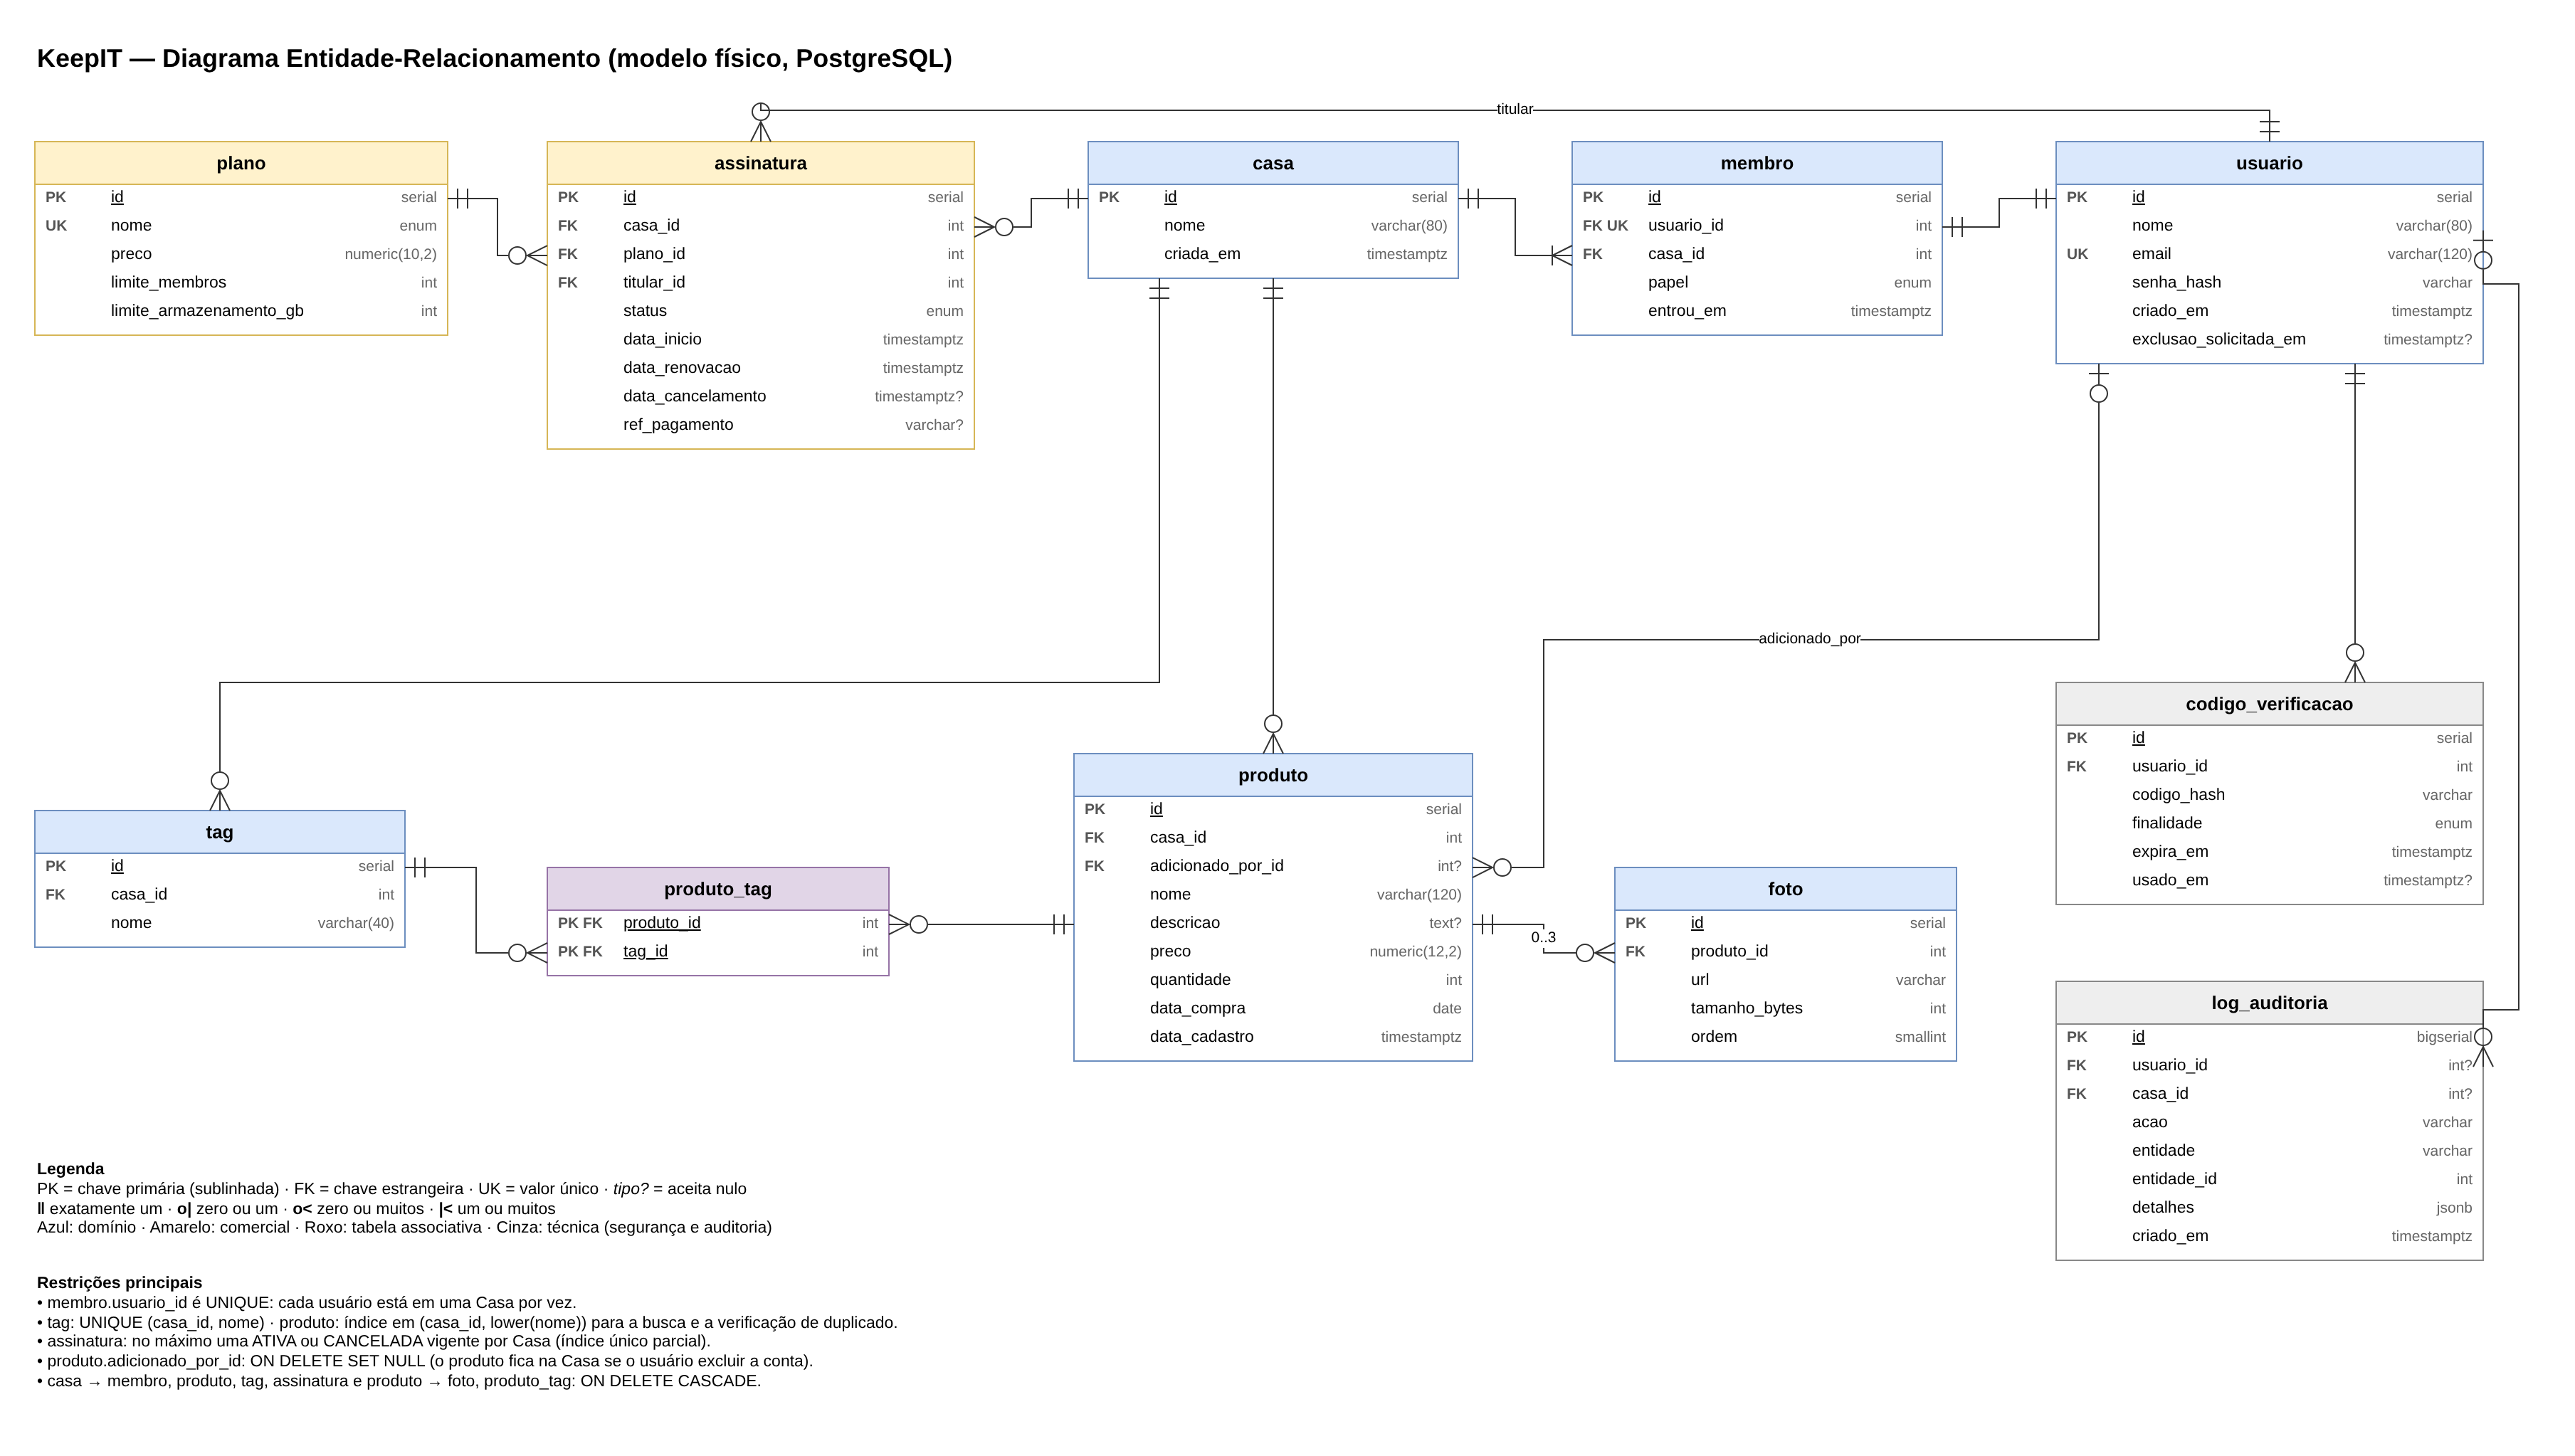 KeepIT — Diagrama Entidade-Relacionamento (modelo físico, PostgreSQL)
titular
plano
PK id serial
UK nome enum
preco numeric(10,2)
limite_membros int
limite_armazenamento_gb int
assinatura
PK id serial
FK casa_id int
FK plano_id int
FK titular_id int
status enum
data_inicio timestamptz
data_renovacao timestamptz
data_cancelamento timestamptz?
ref_pagamento varchar?
casa
PK id serial
nome varchar(80)
criada_em timestamptz
membro
PK id serial
FK UK usuario_id int
FK casa_id int
papel enum
entrou_em timestamptz
usuario
PK id serial
nome varchar(80)
UK email varchar(120)
senha_hash varchar
criado_em timestamptz
exclusao_solicitada_em timestamptz?
adicionado_por
tag
PK id serial
FK casa_id int
nome varchar(40)
produto_tag
PK FK produto_id int
PK FK tag_id int
produto
PK id serial
FK casa_id int
FK adicionado_por_id int?
nome varchar(120)
descricao text?
preco numeric(12,2)
quantidade int
data_compra date
data_cadastro timestamptz
0..3
foto
PK id serial
FK produto_id int
url varchar
tamanho_bytes int
ordem smallint
codigo_verificacao
PK id serial
FK usuario_id int
codigo_hash varchar
finalidade enum
expira_em timestamptz
usado_em timestamptz?
log_auditoria
PK id bigserial
FK usuario_id int?
FK casa_id int?
acao varchar
entidade varchar
entidade_id int
detalhes jsonb
criado_em timestamptz
Legenda
PK = chave primária (sublinhada) · FK = chave estrangeira · UK = valor único · tipo? = aceita nulo
ǁ exatamente um · o| zero ou um · o< zero ou muitos · |< um ou muitos
Azul: domínio · Amarelo: comercial · Roxo: tabela associativa · Cinza: técnica (segurança e auditoria)
Restrições principais
• membro.usuario_id é UNIQUE: cada usuário está em uma Casa por vez.
• tag: UNIQUE (casa_id, nome) · produto: índice em (casa_id, lower(nome)) para a busca e a verificação de duplicado.
• assinatura: no máximo uma ATIVA ou CANCELADA vigente por Casa (índice único parcial).
• produto.adicionado_por_id: ON DELETE SET NULL (o produto fica na Casa se o usuário excluir a conta).
• casa → membro, produto, tag, assinatura e produto → foto, produto_tag: ON DELETE CASCADE.